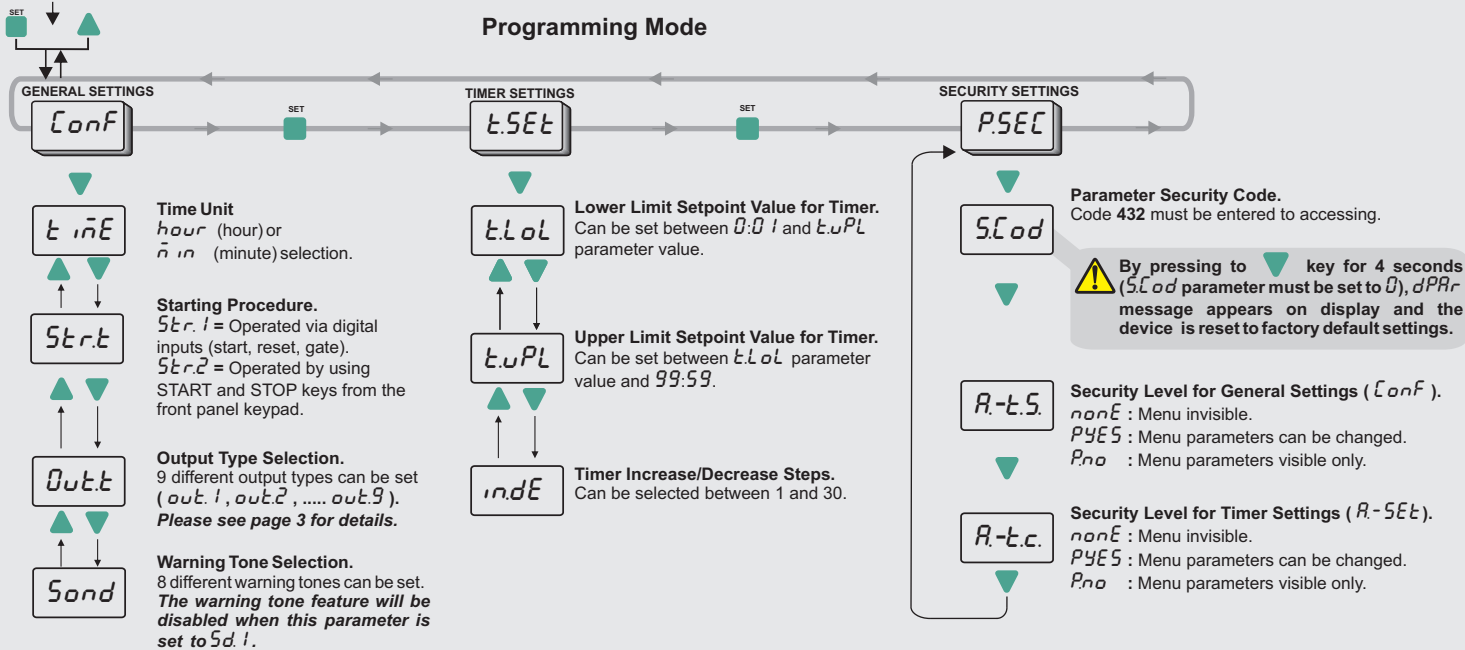 Programming Mode
SET
GENERAL SETTINGS
ConF
SET
TIMER SETTINGS
t.SEt
SET
SECURITY SETTINGS
P.SEC
timE
Time Unit
hour (hour) or
min (minute) selection.
Str.t
Starting Procedure.
Str.1 = Operated via digital
inputs (start, reset, gate).
Str.2 = Operated by using
START and STOP keys from the
front panel keypad.
Out.t
Output Type Selection.
9 different output types can be set
( out.1 , out.2 , ..... out.9 ).
Please see page 3 for details.
Sond
Warning Tone Selection.
8 different warning tones can be set.
The warning tone feature will be
disabled when this parameter is
set to Sd.1.
t.LoL
Lower Limit Setpoint Value for Timer.
Can be set between 0:01 and t.uPL
parameter value.
t.uPL
Upper Limit Setpoint Value for Timer.
Can be set between t.LoL parameter
value and 99:59.
in.dE
Timer Increase/Decrease Steps.
Can be selected between 1 and 30.
S.Cod
Parameter Security Code.
Code 432 must be entered to accessing.
By pressing to key for 4 seconds
(S.Cod parameter must be set to 0), dPAr
message appears on display and the
device is reset to factory default settings.
A.-t.S.
Security Level for General Settings ( ConF ).
nonE : Menu invisible.
PYES : Menu parameters can be changed.
P.no : Menu parameters visible only.
A.-t.c.
Security Level for Timer Settings ( A.-SEt ).
nonE : Menu invisible.
PYES : Menu parameters can be changed.
P.no : Menu parameters visible only.